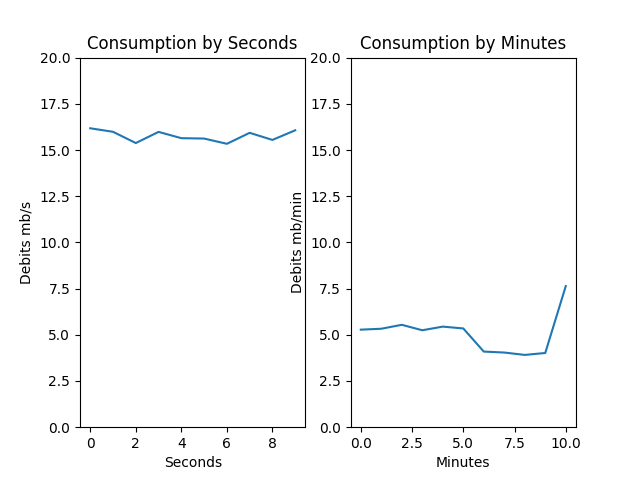 Consumption by Seconds
20.0
17.5
15.0
12.5
10.0
7.5
5.0
2.5
0.0
Debits mb/s
0 2 4 6 8
Seconds
Consumption by Minutes
20.0
17.5
15.0
12.5
10.0
7.5
5.0
2.5
0.0
Debits mb/min
0.0 2.5 5.0 7.5 10.0
Minutes